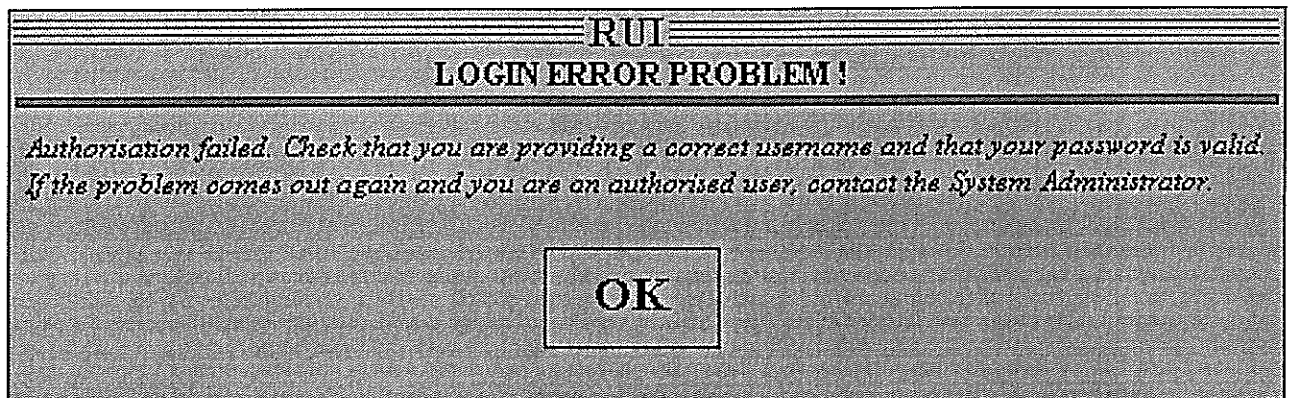 RUI
LOGIN ERROR PROBLEM !
Authorisation failed. Check that you are providing a correct username and that your password is valid.
If the problem comes out again and you are an authorised user, contact the System Administrator.
OK